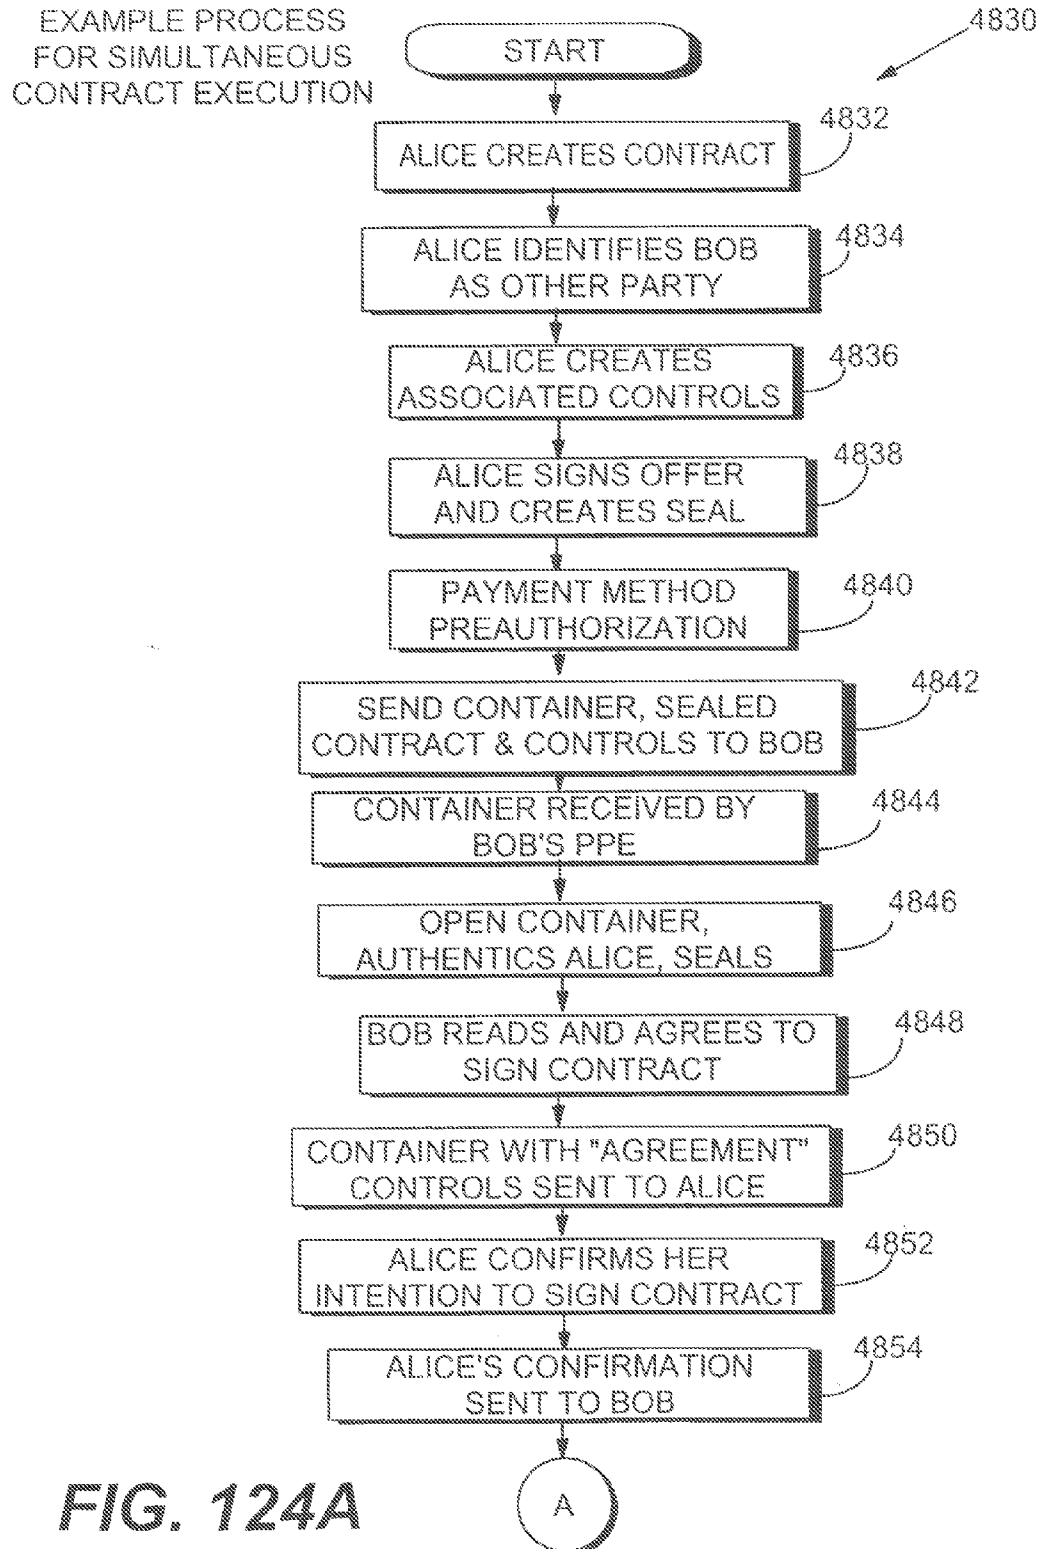 EXAMPLE PROCESS
FOR SIMULTANEOUS
CONTRACT EXECUTION
START
4830
ALICE CREATES CONTRACT
4832
ALICE IDENTIFIES BOB
AS OTHER PARTY
4834
ALICE CREATES
ASSOCIATED CONTROLS
4836
ALICE SIGNS OFFER
AND CREATES SEAL
4838
PAYMENT METHOD
PREAUTHORIZATION
4840
SEND CONTAINER, SEALED
CONTRACT & CONTROLS TO BOB
4842
CONTAINER RECEIVED BY
BOB'S PPE
4844
OPEN CONTAINER,
AUTHENTICS ALICE, SEALS
4846
BOB READS AND AGREES TO
SIGN CONTRACT
4848
CONTAINER WITH "AGREEMENT"
CONTROLS SENT TO ALICE
4850
ALICE CONFIRMS HER
INTENTION TO SIGN CONTRACT
4852
ALICE'S CONFIRMATION
SENT TO BOB
4854
A
FIG. 124A